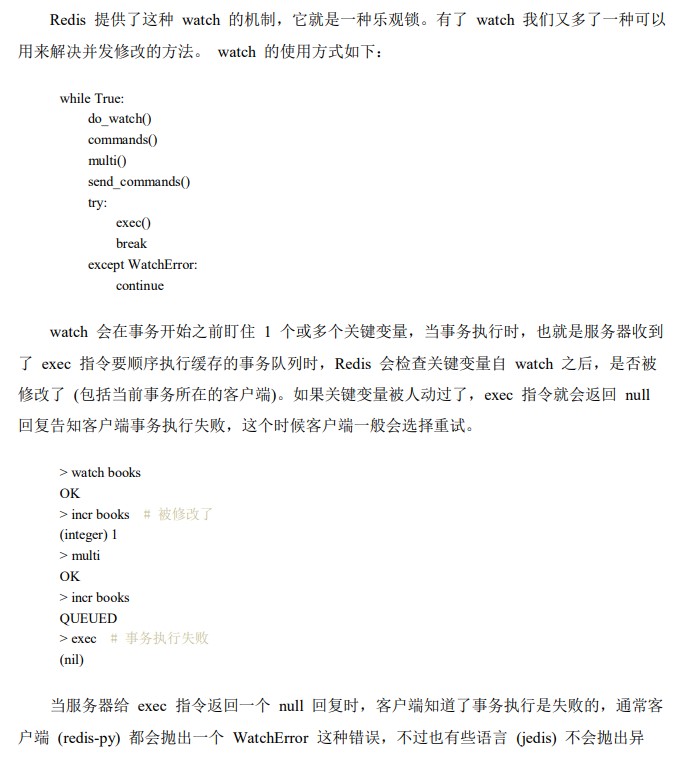 Redis 提供了这种 watch 的机制，它就是一种乐观锁。有了 watch 我们又多了一种可以
用来解决并发修改的方法。 watch 的使用方式如下：
while True:
do_watch()
commands()
multi()
send_commands()
try:
exec()
break
except WatchError:
continue
watch 会在事务开始之前盯住 1 个或多个关键变量，当事务执行时，也就是服务器收到
了 exec 指令要顺序执行缓存的事务队列时，Redis 会检查关键变量自 watch 之后，是否被
修改了 (包括当前事务所在的客户端)。如果关键变量被人动过了，exec 指令就会返回 null
回复告知客户端事务执行失败，这个时候客户端一般会选择重试。
> watch books
OK
> incr books # 被修改了
(integer) 1
> multi
OK
> incr books
QUEUED
> exec # 事务执行失败
(nil)
当服务器给 exec 指令返回一个 null 回复时，客户端知道了事务执行是失败的，通常客
户端 (redis-py) 都会抛出一个 WatchError 这种错误，不过也有些语言 (jedis) 不会抛出异